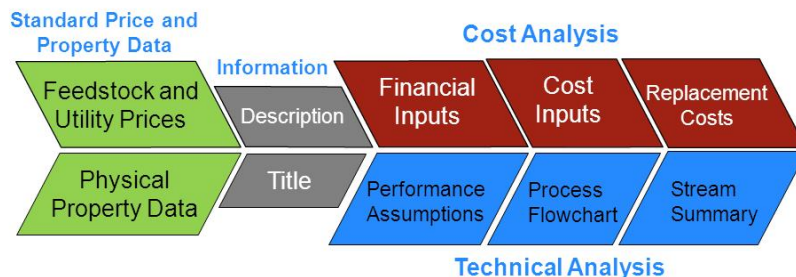 Standard Price and
Property Data
Information
Cost Analysis
Feedstock and
Utility Prices
Description
Financial
Inputs
Cost
Inputs
Replacement
Costs
Physical
Property Data
Title
Performance
Assumptions
Process
Flowchart
Stream
Summary
Technical Analysis